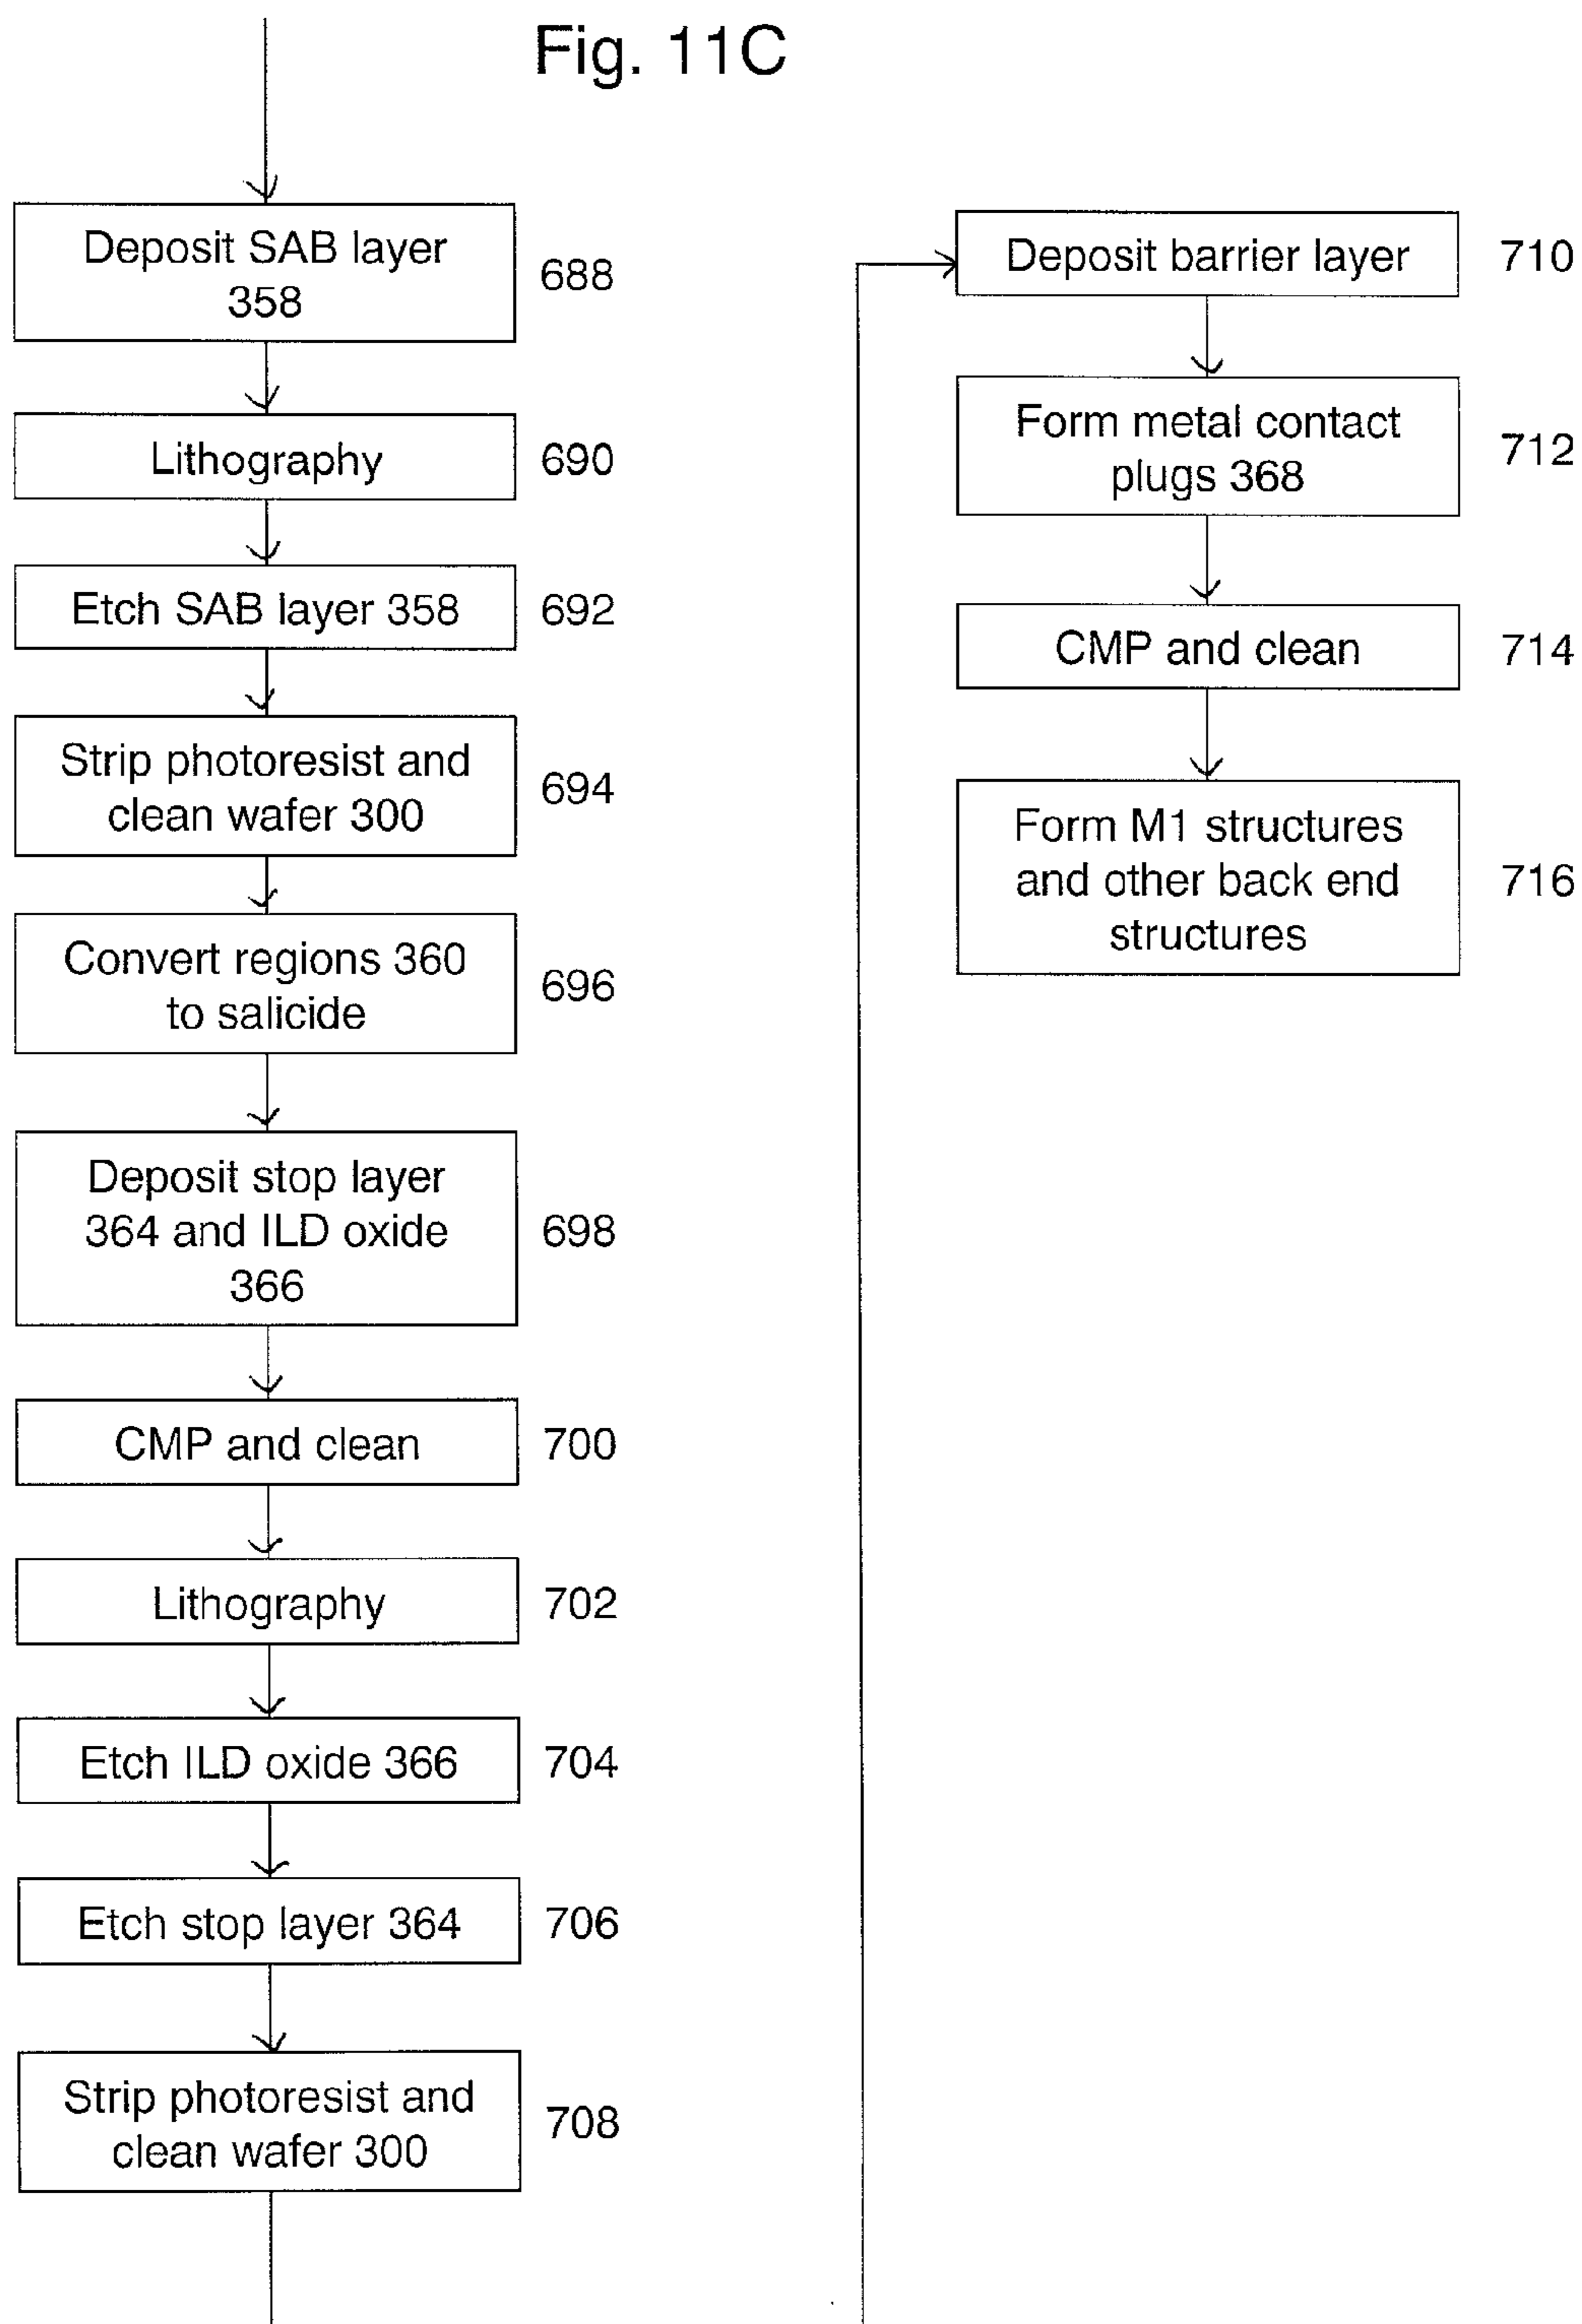 Fig. 11C
Deposit SAB layer
358
688
Lithography
690
Etch SAB layer 358
692
Strip photoresist and
clean wafer 300
694
Convert regions 360
to salicide
696
Deposit stop layer
364 and ILD oxide
366
698
CMP and clean
700
Lithography
702
Etch ILD oxide 366
704
Etch stop layer 364
706
Strip photoresist and
clean wafer 300
708
Deposit barrier layer
710
Form metal contact
plugs 368
712
CMP and clean
714
Form M1 structures
and other back end
structures
716